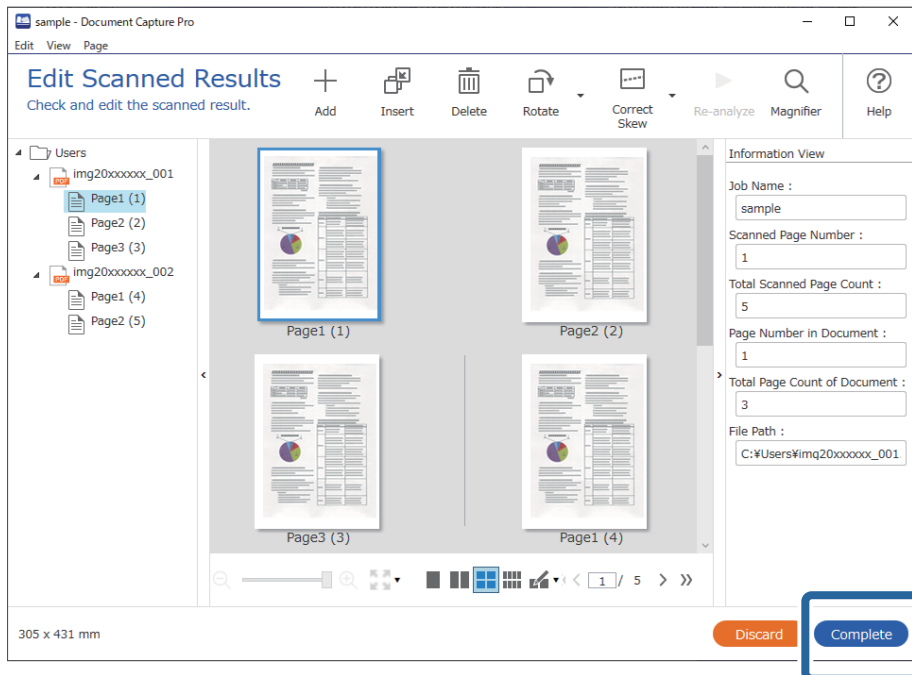 sample - Document Capture Pro
Edit View Page
Edit Scanned Results
Check and edit the scanned result.
Add
Insert
Delete
Rotate
Correct
Skew
Re-analyze
Magnifier
Help
Users
PDF img20xxxxxx_001
Page1 (1)
Page2 (2)
Page3 (3)
PDF img20xxxxxx_002
Page1 (4)
Page2 (5)
Page1 (1)
Page2 (2)
Page3 (3)
Page1 (4)
1 / 5
Information View
Job Name :
sample
Scanned Page Number :
1
Total Scanned Page Count :
5
Page Number in Document :
1
Total Page Count of Document :
3
File Path :
C:¥Users¥img20xxxxxx_001
305 x 431 mm
Discard
Complete